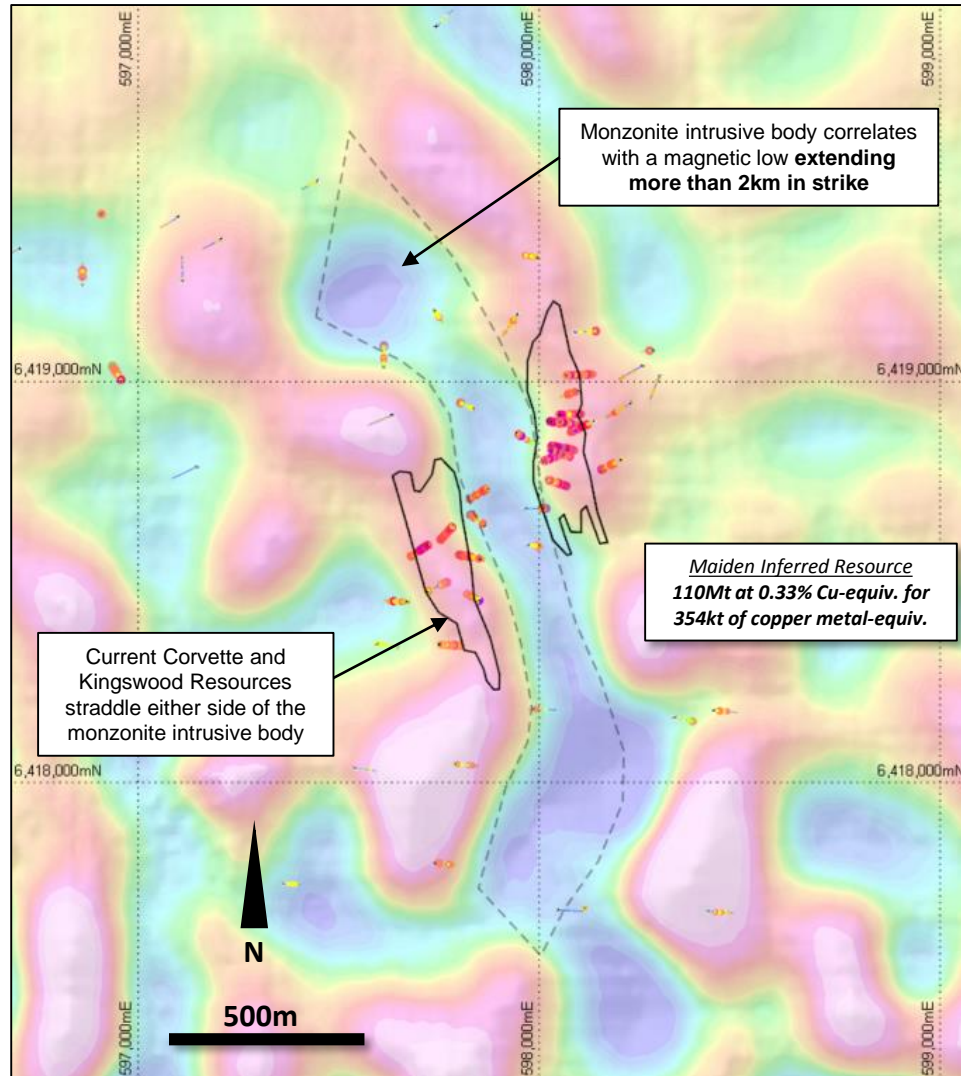 597,000mE
598,000mE
599,000mE
Monzonite intrusive body correlates
with a magnetic low extending
more than 2km in strike
6,419,000mN
6,419,000mN
Maiden Inferred Resource
110Mt at 0.33% Cu-equiv. for
354kt of copper metal-equiv.
Current Corvette and
Kingswood Resources
straddle either side of the
monzonite intrusive body
6,418,000mN
6,418,000mN
N
500m
597,000mE
598,000mE
599,000mE